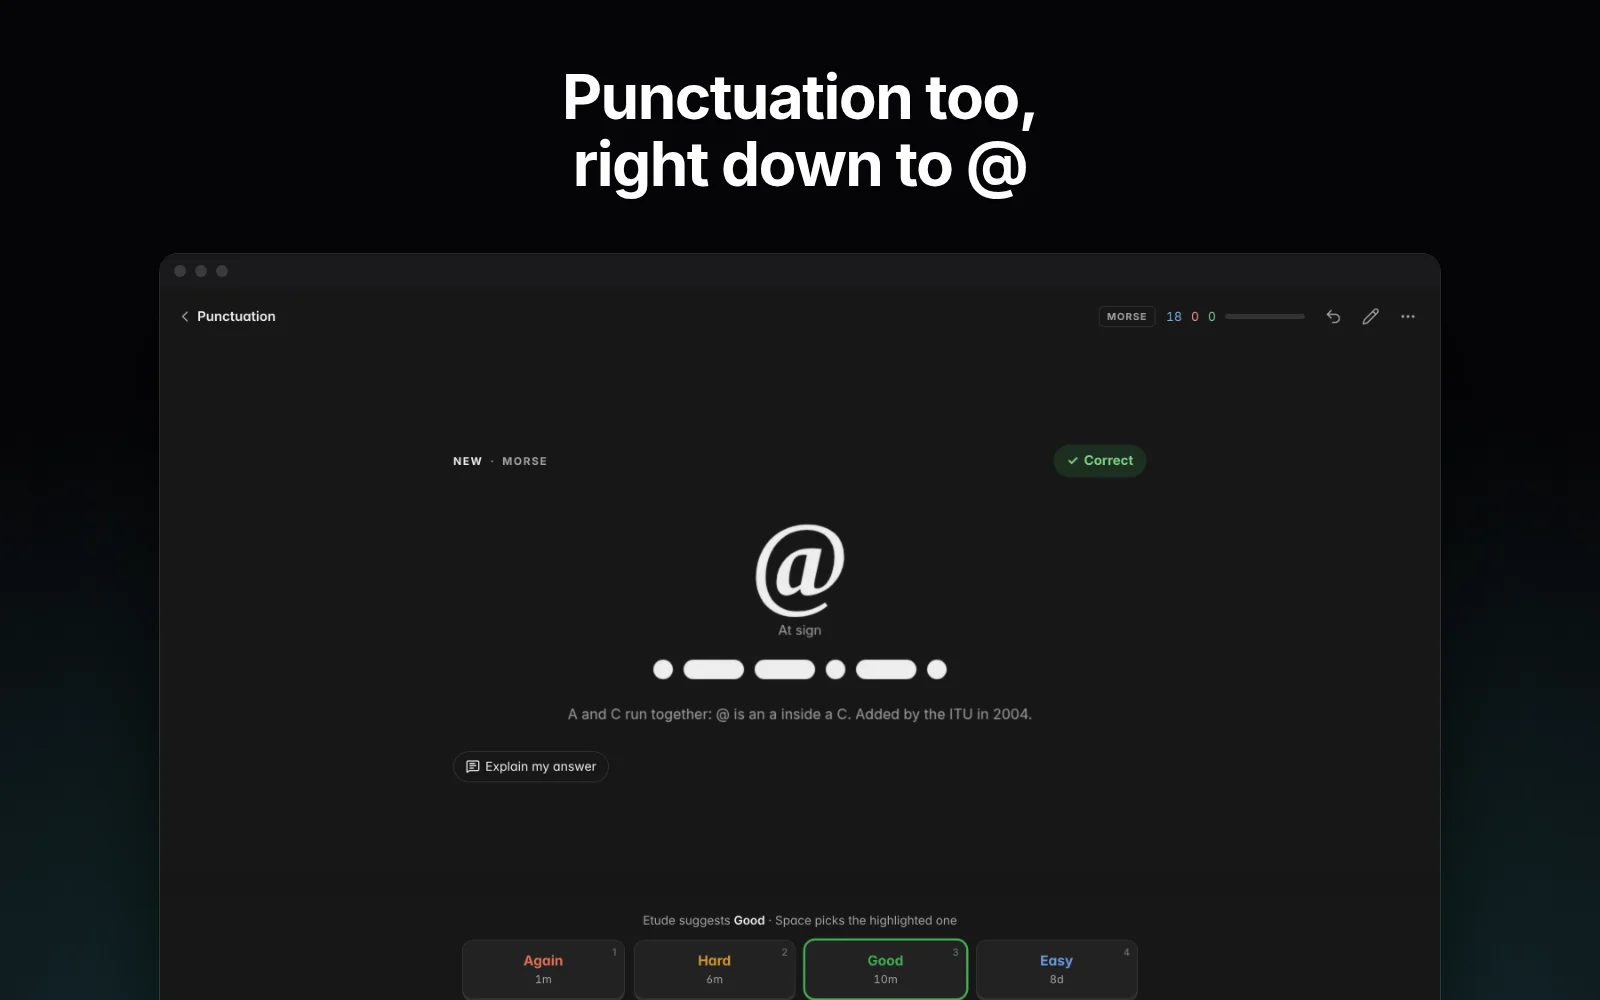 Punctuation too,
right down to @
Punctuation
MORSE 18 0 0
NEW · MORSE
Correct
@
At sign
A and C run together: @ is an a inside a C. Added by the ITU in 2004.
Explain my answer
Etude suggests Good · Space picks the highlighted one
Again 1
1m
Hard 2
6m
Good 3
10m
Easy 4
8d